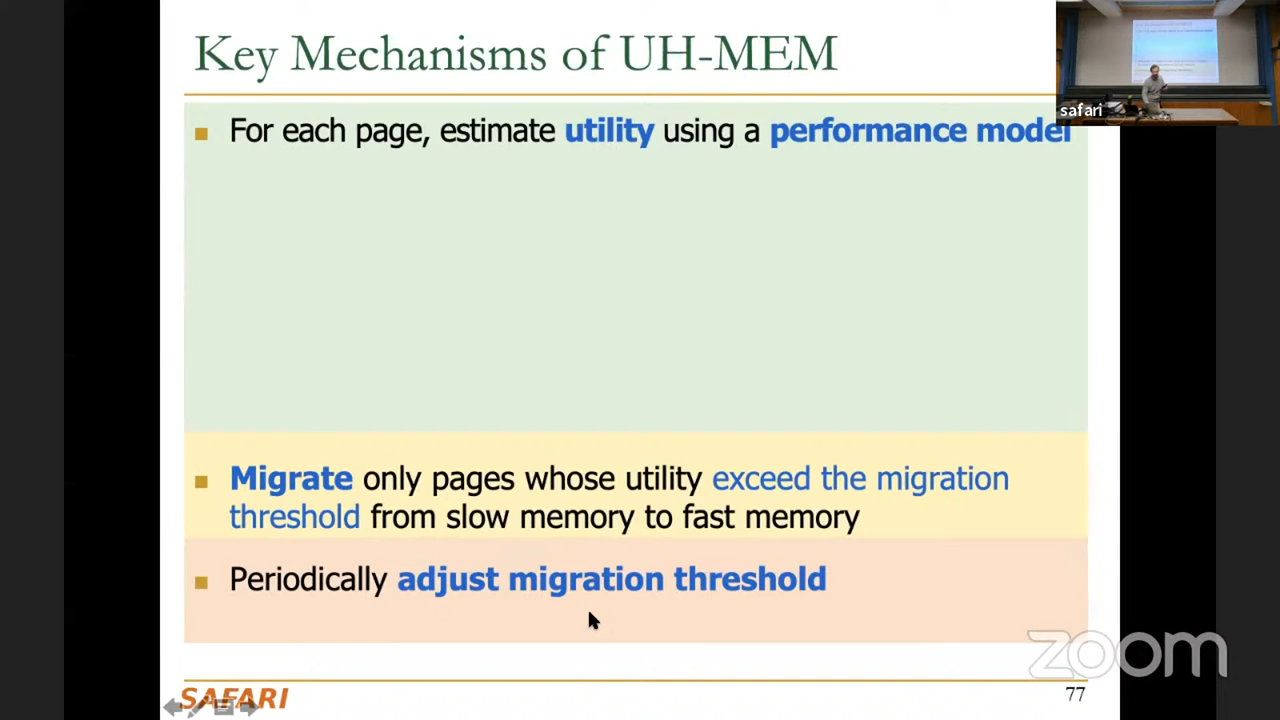 Key Mechanisms of UH-MEM
safari
For each page, estimate utility using a performance model
Migrate only pages whose utility exceed the migration
threshold from slow memory to fast memory
Periodically adjust migration threshold
zoom
SAFARI
77